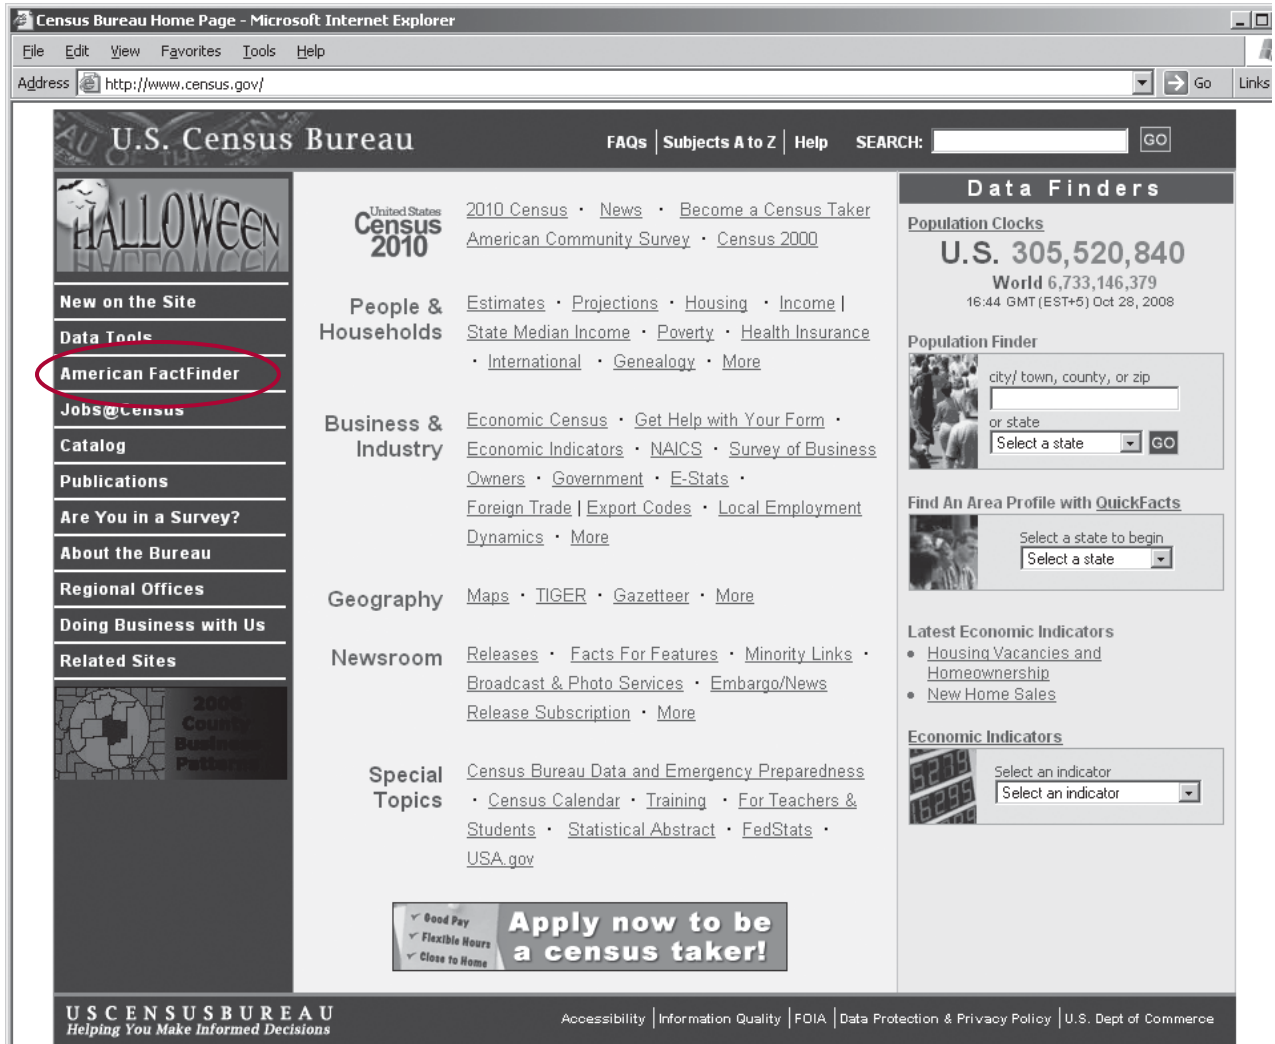 Census Bureau Home Page - Microsoft Internet Explorer
File Edit View Favorites Tools Help
Address http://www.census.gov/ Go Links
U.S. Census Bureau
FAQs | Subjects A to Z | Help SEARCH: GO
HALLOWEEN
New on the Site
Data Tools
American FactFinder
Jobs@Census
Catalog
Publications
Are You in a Survey?
About the Bureau
Regional Offices
Doing Business with Us
Related Sites
2006
County
Business
Patterns
United States
Census
2010
2010 Census · News · Become a Census Taker
American Community Survey · Census 2000
People &
Households
Estimates · Projections · Housing · Income |
State Median Income · Poverty · Health Insurance
· International · Genealogy · More
Business &
Industry
Economic Census · Get Help with Your Form ·
Economic Indicators · NAICS · Survey of Business
Owners · Government · E-Stats ·
Foreign Trade | Export Codes · Local Employment
Dynamics · More
Geography
Maps · TIGER · Gazetteer · More
Newsroom
Releases · Facts For Features · Minority Links ·
Broadcast & Photo Services · Embargo/News
Release Subscription · More
Special
Topics
Census Bureau Data and Emergency Preparedness
· Census Calendar · Training · For Teachers &
Students · Statistical Abstract · FedStats ·
USA.gov
Good Pay
Flexible Hours
Close to Home
Apply now to be
a census taker!
Data Finders
Population Clocks
U.S. 305,520,840
World 6,733,146,379
16:44 GMT (EST+5) Oct 28, 2008
Population Finder
city/ town, county, or zip
or state
Select a state GO
Find An Area Profile with QuickFacts
Select a state to begin
Select a state
Latest Economic Indicators
Housing Vacancies and
Homeownership
New Home Sales
Economic Indicators
Select an indicator
Select an indicator
USCENSUSBUREAU
Helping You Make Informed Decisions
Accessibility | Information Quality | FOIA | Data Protection & Privacy Policy | U.S. Dept of Commerce